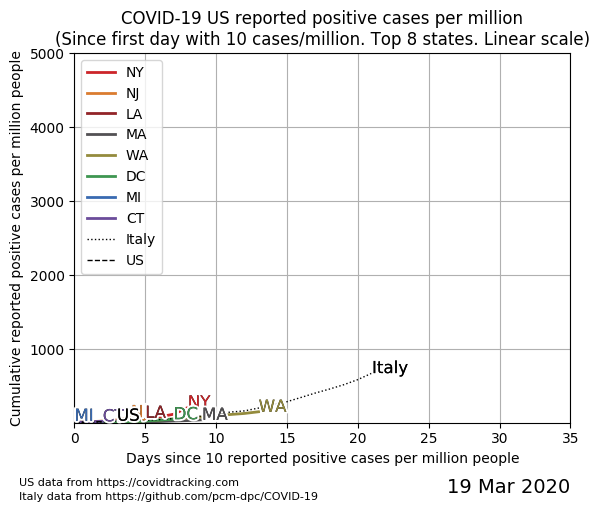 COVID-19 US reported positive cases per million
(Since first day with 10 cases/million. Top 8 states. Linear scale)
Cumulative reported positive cases per million people
5000
4000
3000
2000
1000
NY
NJ
LA
MA
WA
DC
MI
CT
Italy
US
Italy
NY
WA
MI
US
LA
DC
MA
0
5
10
15
20
25
30
35
Days since 10 reported positive cases per million people
US data from https://covidtracking.com
Italy data from https://github.com/pcm-dpc/COVID-19
19 Mar 2020